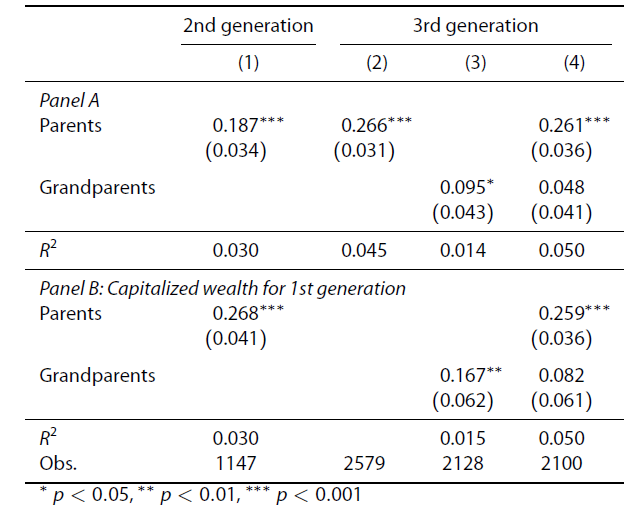 2nd generation 3rd generation
(1) (2) (3) (4)
Panel A
Parents 0.187*** 0.266*** 0.261***
(0.034) (0.031) (0.036)
Grandparents 0.095* 0.048
(0.043) (0.041)
R² 0.030 0.045 0.014 0.050
Panel B: Capitalized wealth for 1st generation
Parents 0.268*** 0.259***
(0.041) (0.036)
Grandparents 0.167** 0.082
(0.062) (0.061)
R² 0.030 0.015 0.050
Obs. 1147 2579 2128 2100
* p < 0.05, ** p < 0.01, *** p < 0.001